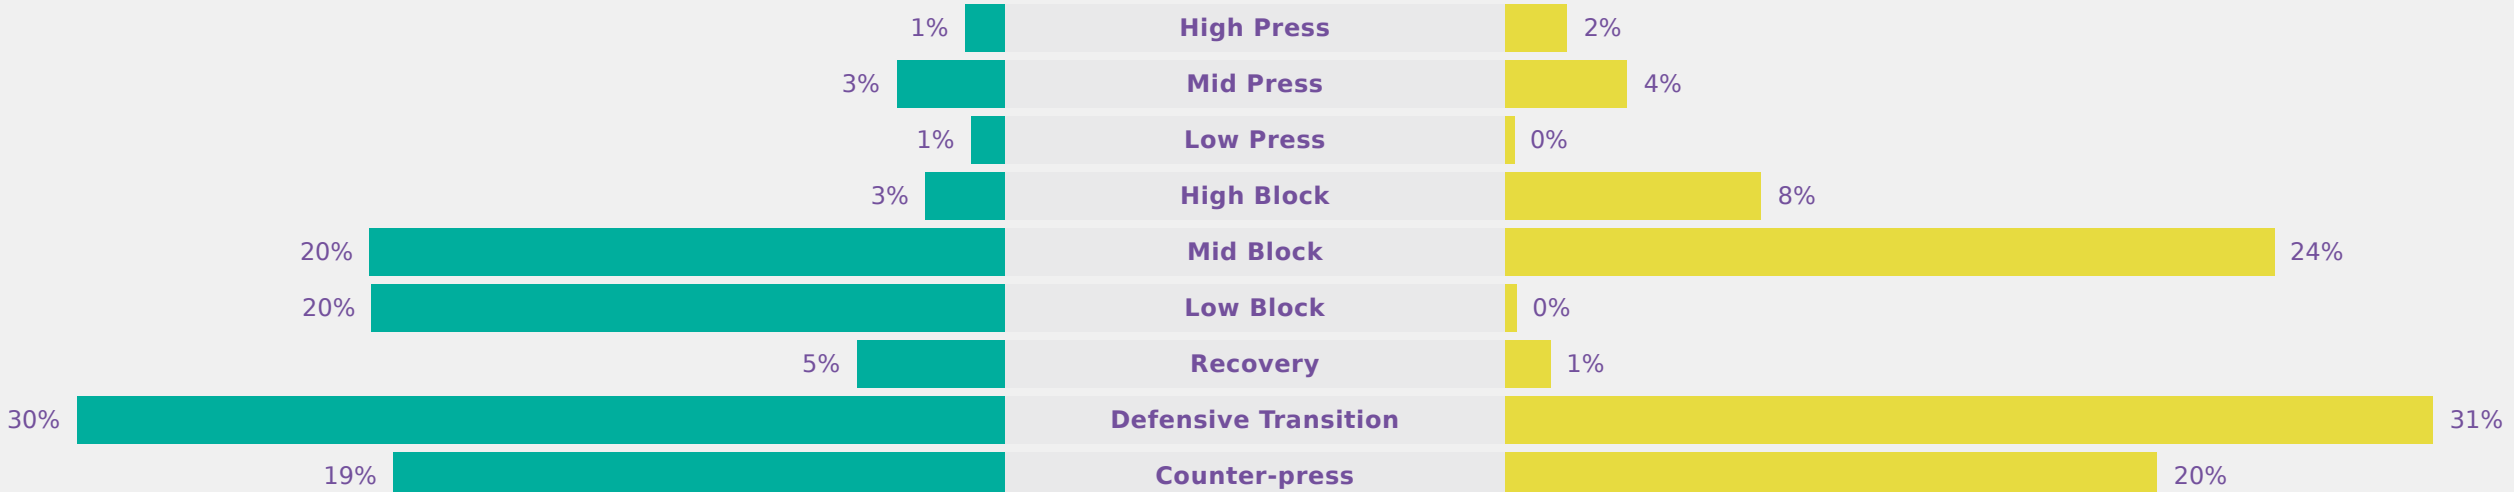 1% High Press 2%
3% Mid Press 4%
1% Low Press 0%
3% High Block 8%
20% Mid Block 24%
20% Low Block 0%
5% Recovery 1%
30% Defensive Transition 31%
19% Counter-press 20%